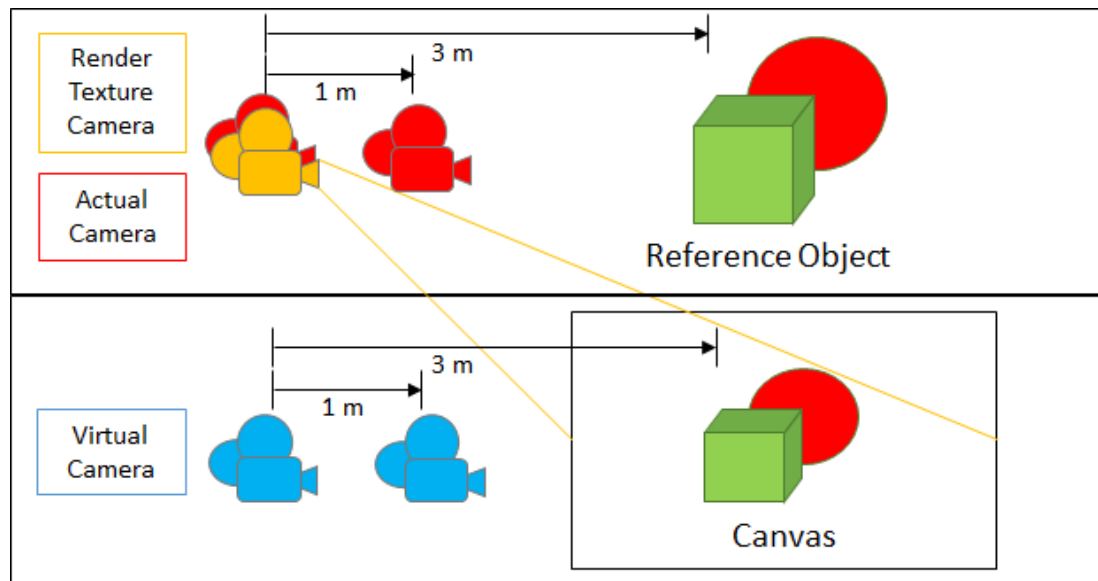 Render
Texture
Camera
3 m
1 m
Actual
Camera
Reference Object
3 m
1 m
Virtual
Camera
Canvas